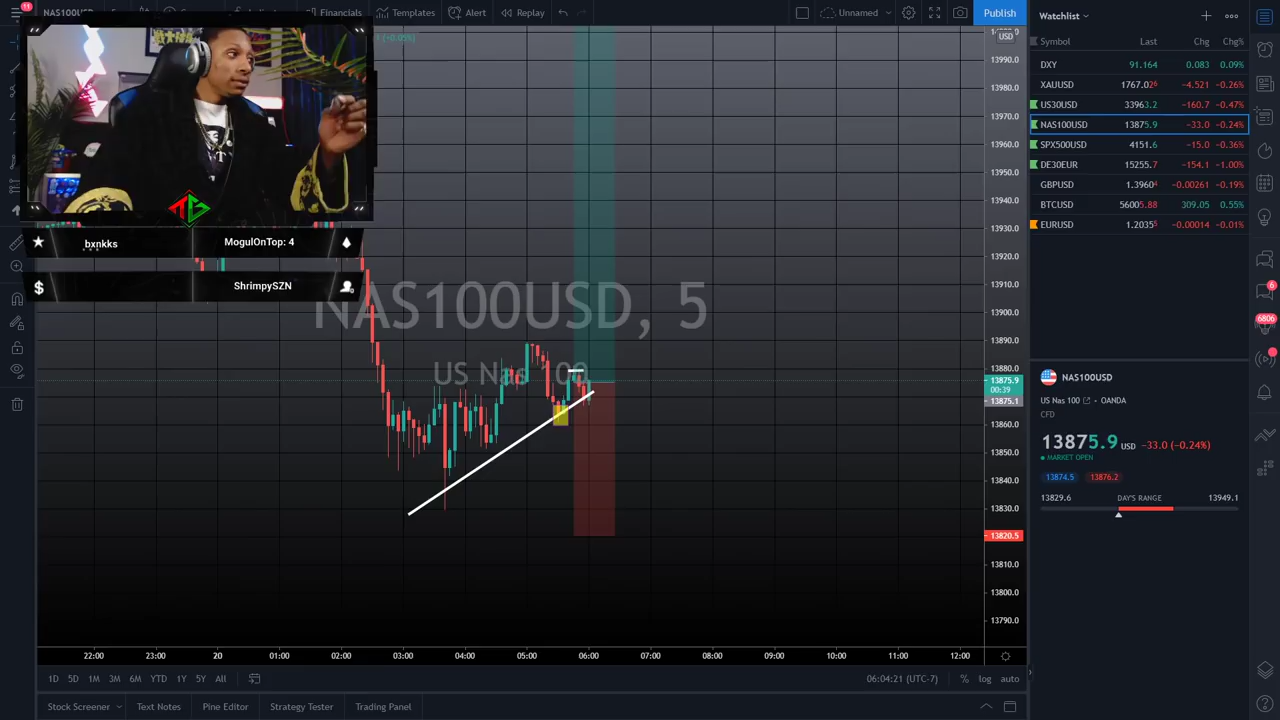 11
NAS100USD
Financials
Templates
Alert
Replay
Unnamed
Publish
(+0.05%)
USD
bxnkks
MogulOnTop: 4
ShrimpySZN
NAS100USD, 5
US Nas 100
13990.0
13980.0
13970.0
13960.0
13950.0
13940.0
13930.0
13920.0
13910.0
13900.0
13890.0
13880.0
13875.9
00:39
13875.1
13860.0
13850.0
13840.0
13830.0
13820.5
13810.0
13800.0
13790.0
22:00 23:00 20 01:00 02:00 03:00 04:00 05:00 06:00 07:00 08:00 09:00 10:00 11:00 12:00
1D 5D 1M 3M 6M YTD 1Y 5Y All
06:04:21 (UTC-7) % log auto
Stock Screener Text Notes Pine Editor Strategy Tester Trading Panel
Watchlist
Symbol Last Chg Chg%
DXY 91.164 0.083 0.09%
XAUUSD 1767.026 −4.521 −0.26%
US30USD 33963.2 −160.7 −0.47%
NAS100USD 13875.9 −33.0 −0.24%
SPX500USD 4151.6 −15.0 −0.36%
DE30EUR 15255.7 −154.1 −1.00%
GBPUSD 1.39604 −0.00261 −0.19%
BTCUSD 56005.88 309.05 0.55%
EURUSD 1.20355 −0.00014 −0.01%
NAS100USD
US Nas 100 • OANDA
CFD
13875.9 USD −33.0 (−0.24%)
MARKET OPEN
13874.5 13876.2
13829.6 DAY'S RANGE 13949.1
6
6806